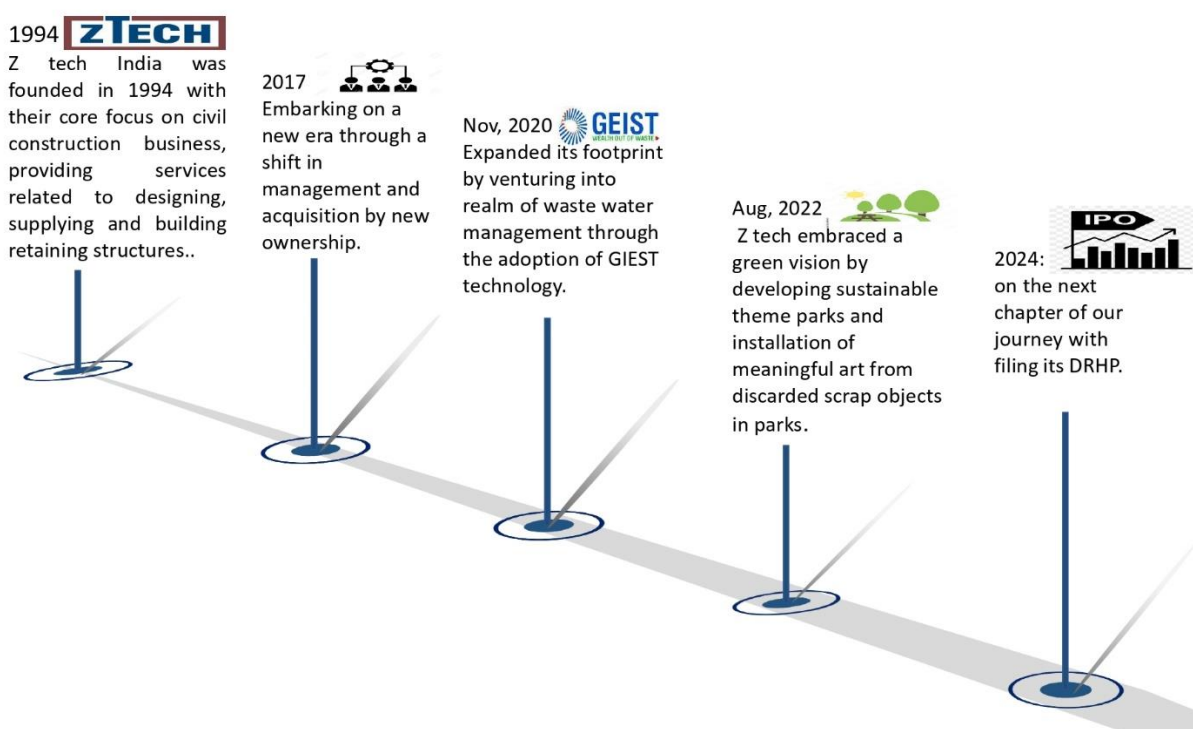 1994 ZTECH
Z tech India was
founded in 1994 with
their core focus on civil
construction business,
providing services
related to designing,
supplying and building
retaining structures..
2017
Embarking on a
new era through a
shift in
management and
acquisition by new
ownership.
Nov, 2020 GEIST
WEALTH OUT OF WASTE
Expanded its footprint
by venturing into
realm of waste water
management through
the adoption of GIEST
technology.
Aug, 2022
Z tech embraced a
green vision by
developing sustainable
theme parks and
installation of
meaningful art from
discarded scrap objects
in parks.
IPO
2024:
on the next
chapter of our
journey with
filing its DRHP.